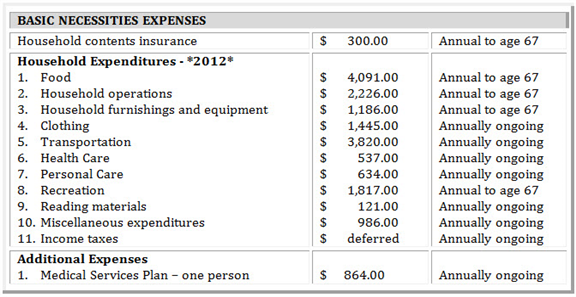 BASIC NECESSITIES EXPENSES
Household contents insurance $ 300.00 Annual to age 67
Household Expenditures - *2012*
1. Food $ 4,091.00 Annual to age 67
2. Household operations $ 2,226.00 Annual to age 67
3. Household furnishings and equipment $ 1,186.00 Annual to age 67
4. Clothing $ 1,445.00 Annually ongoing
5. Transportation $ 3,820.00 Annually ongoing
6. Health Care $ 537.00 Annually ongoing
7. Personal Care $ 634.00 Annually ongoing
8. Recreation $ 1,817.00 Annual to age 67
9. Reading materials $ 121.00 Annually ongoing
10. Miscellaneous expenditures $ 986.00 Annually ongoing
11. Income taxes $ deferred Annually ongoing
Additional Expenses
1. Medical Services Plan – one person $ 864.00 Annually ongoing